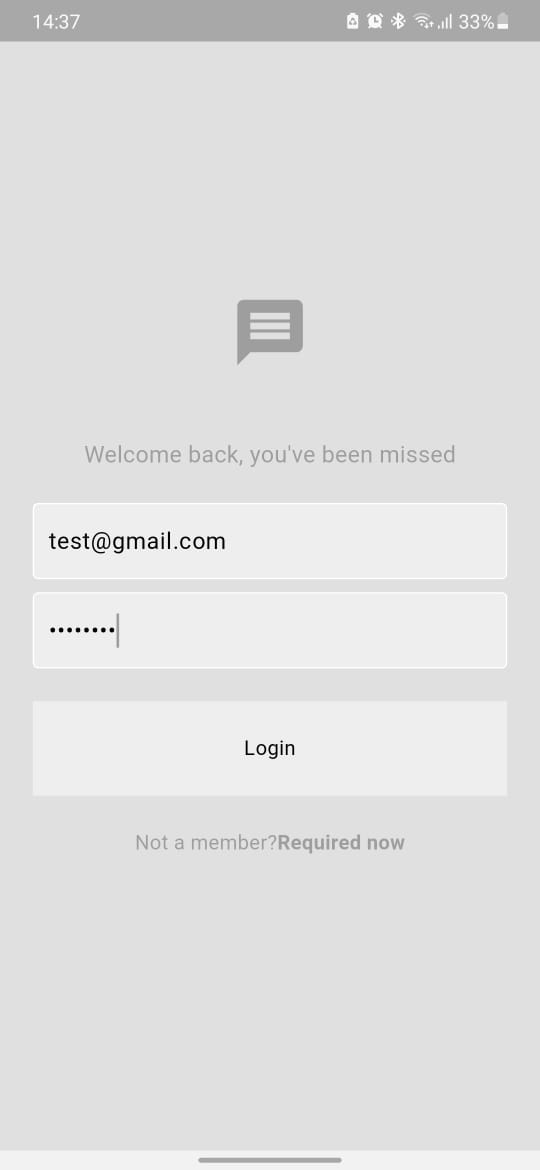 14:37 33%
Welcome back, you've been missed
test@gmail.com
••••••••
Login
Not a member?Required now